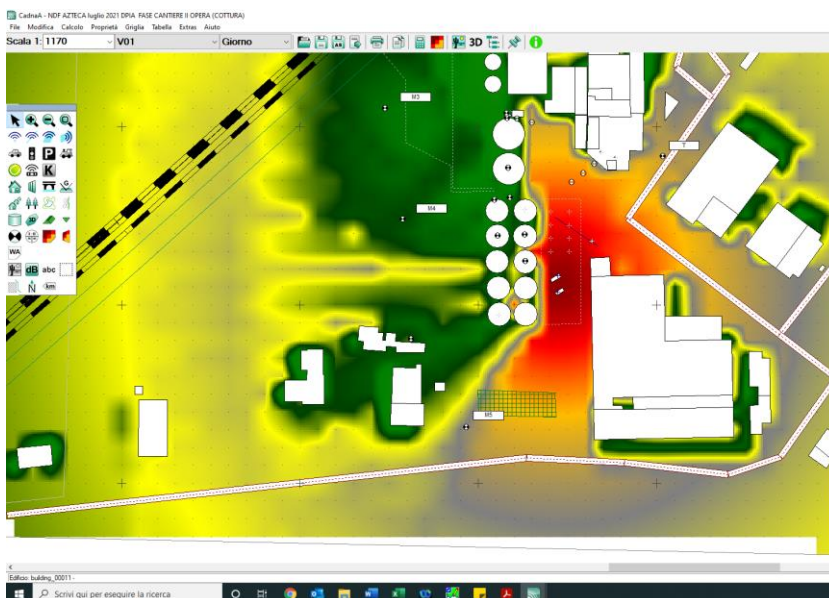 CadnaA - NDF AZTECA luglio 2021 DPIA FASE CANTIERE II OPERA (COTTURA)
File Modifica Calcolo Proprietà Griglia Tabella Extras Aiuto
Scala 1: 1170 V01 Giorno 3D
M3
M4
M5
P
K
WA
dB abc
N km
Edificio: building_00011 -
Scrivi qui per eseguire la ricerca